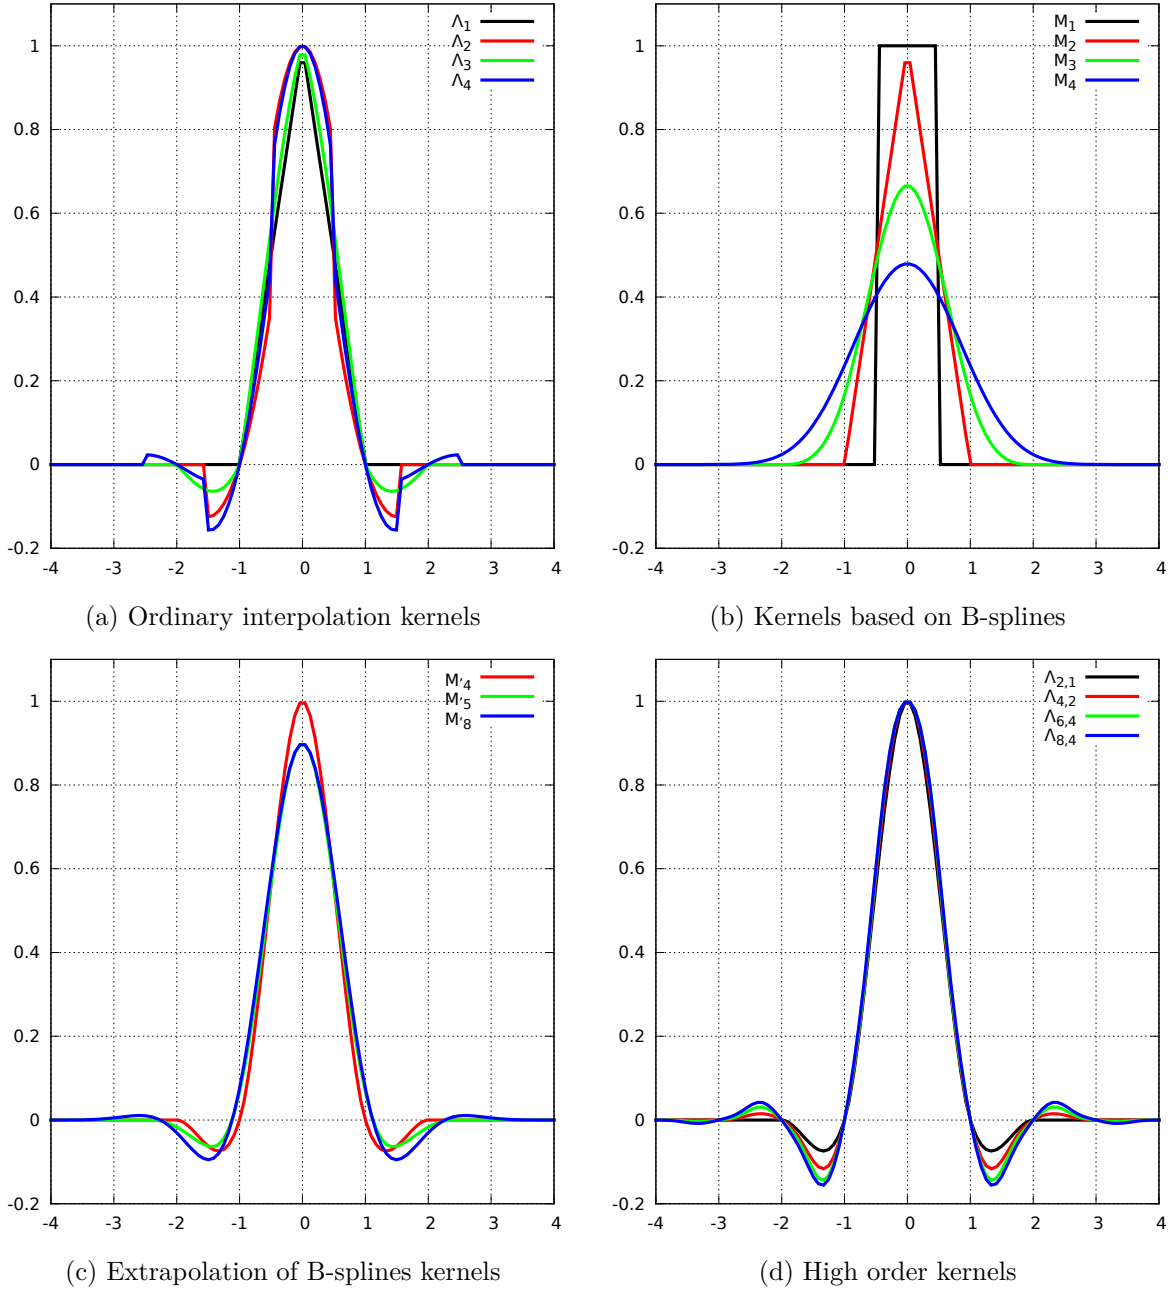 Λ1
Λ2
Λ3
Λ4
1
0.8
0.6
0.4
0.2
0
-0.2
-4 -3 -2 -1 0 1 2 3 4
(a) Ordinary interpolation kernels
M1
M2
M3
M4
1
0.8
0.6
0.4
0.2
0
-0.2
-4 -3 -2 -1 0 1 2 3 4
(b) Kernels based on B-splines
M'4
M'5
M'8
1
0.8
0.6
0.4
0.2
0
-0.2
-4 -3 -2 -1 0 1 2 3 4
(c) Extrapolation of B-splines kernels
Λ2,1
Λ4,2
Λ6,4
Λ8,4
1
0.8
0.6
0.4
0.2
0
-0.2
-4 -3 -2 -1 0 1 2 3 4
(d) High order kernels